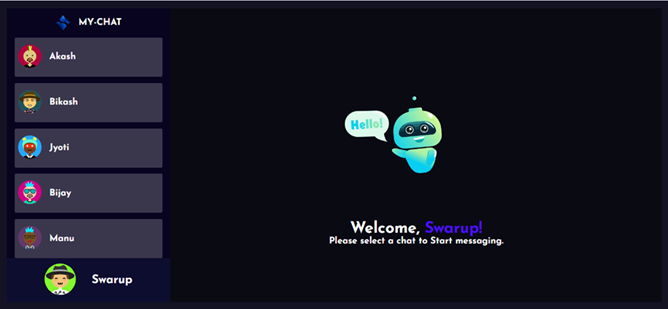 MY-CHAT
Akash
Bikash
Jyoti
Bijay
Manu
Swarup
Hello!
Welcome, Swarup!
Please select a chat to Start messaging.